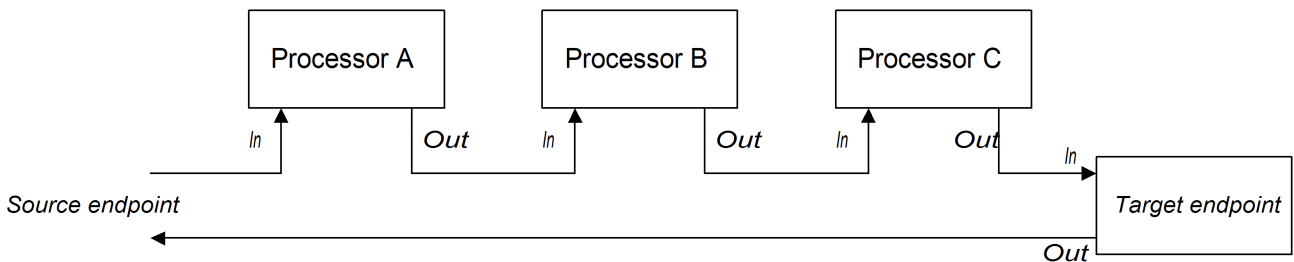 Processor A
Processor B
Processor C
In
Out
In
Out
In
Out
In
Source endpoint
Target endpoint
Out